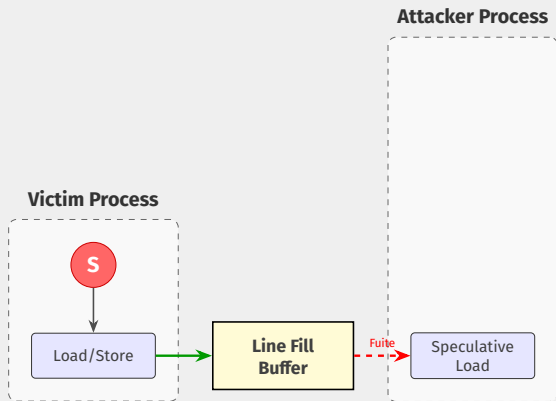 Attacker Process
Victim Process
S
Load/Store
Line Fill
Buffer
Fuite
Speculative
Load